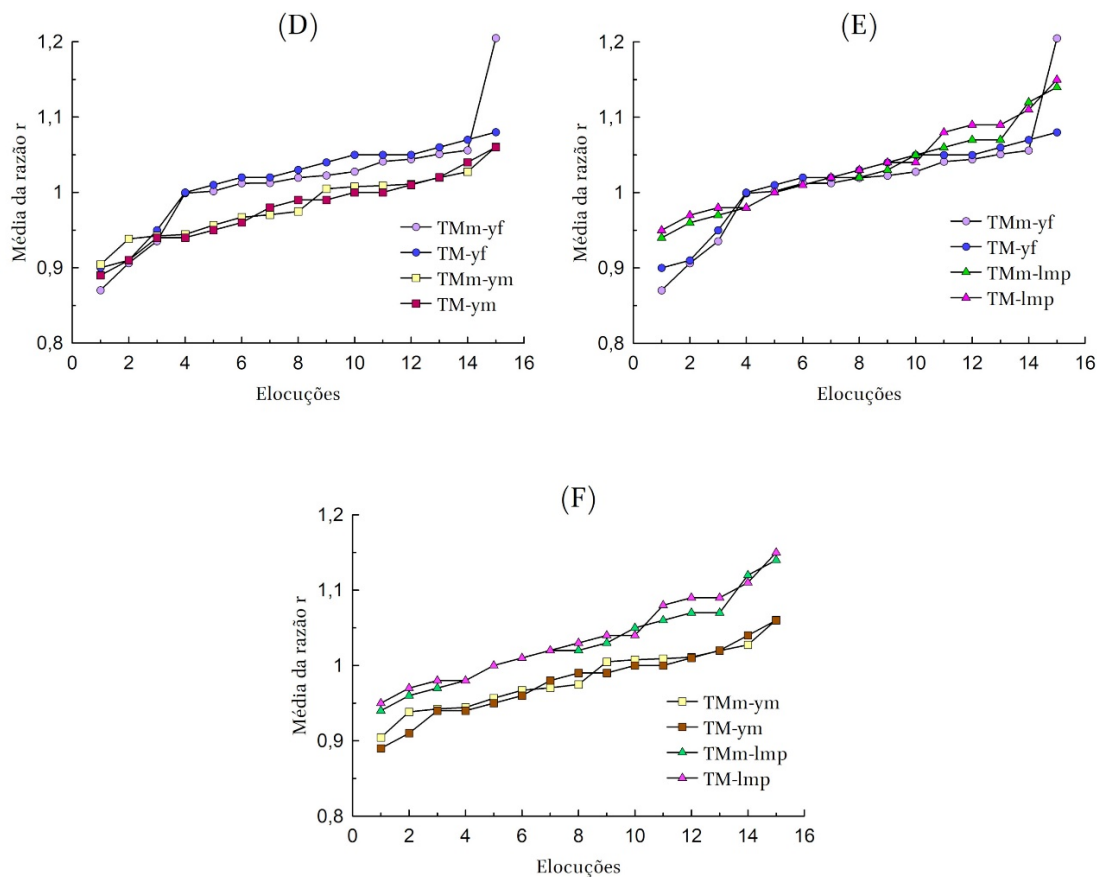 (D)
Média da razão r
1,2
1,1
1
0,9
0,8
0 2 4 6 8 10 12 14 16
Elocuções
TMm-yf
TM-yf
TMm-ym
TM-ym
(E)
Média da razão r
1,2
1,1
1
0,9
0,8
0 2 4 6 8 10 12 14 16
Elocuções
TMm-yf
TM-yf
TMm-lmp
TM-lmp
(F)
Média da razão r
1,2
1,1
1
0,9
0,8
0 2 4 6 8 10 12 14 16
Elocuções
TMm-ym
TM-ym
TMm-lmp
TM-lmp